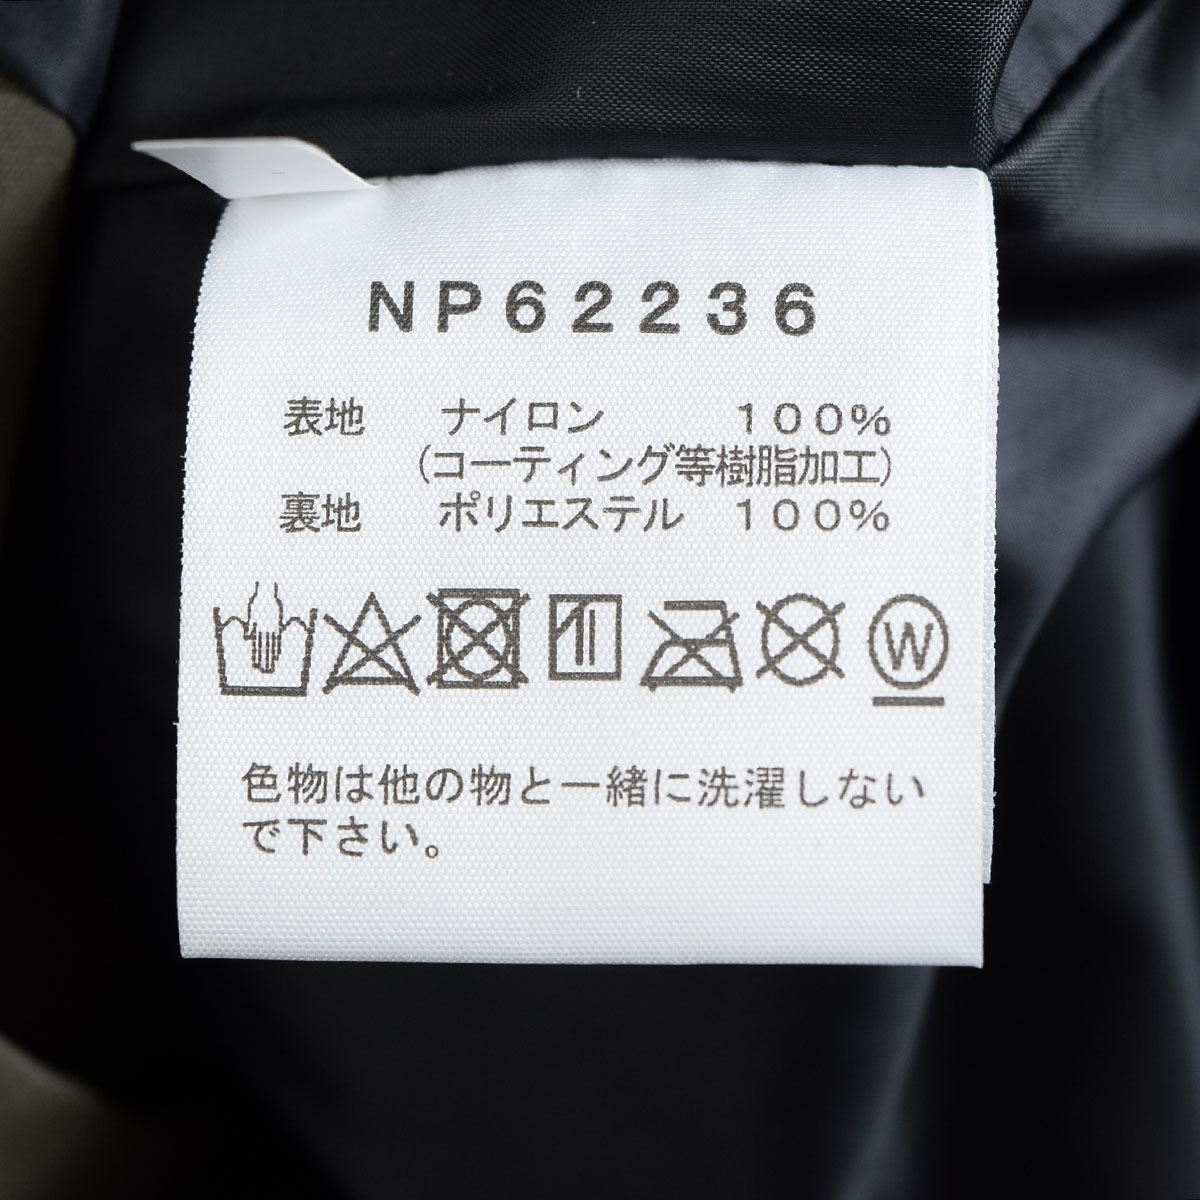 NP62236
表地 ナイロン 100%
(コーティング等樹脂加工)
裏地 ポリエステル 100%
W
色物は他の物と一緒に洗濯しない
で下さい。